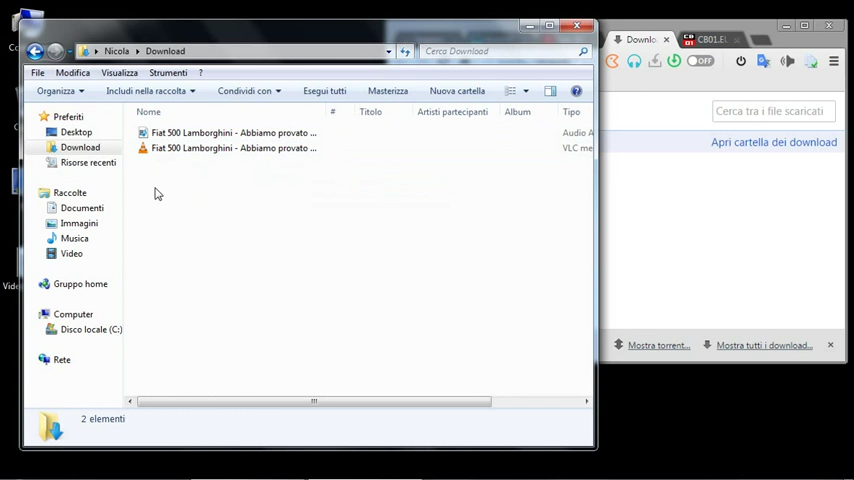 Nicola Download
Cerca Download
File Modifica Visualizza Strumenti ?
Organizza Includi nella raccolta Condividi con Esegui tutti Masterizza Nuova cartella
Nome # Titolo Artisti partecipanti Album Tipo
Fiat 500 Lamborghini - Abbiamo provato ... Audio A
Fiat 500 Lamborghini - Abbiamo provato ... VLC me
Preferiti
Desktop
Download
Risorse recenti
Raccolte
Documenti
Immagini
Musica
Video
Gruppo home
Computer
Disco locale (C:)
Rete
2 elementi
Downlo
CB01.E
OFF
Cerca tra i file scaricati
Apri cartella dei download
Mostra torrent... Mostra tutti i download...